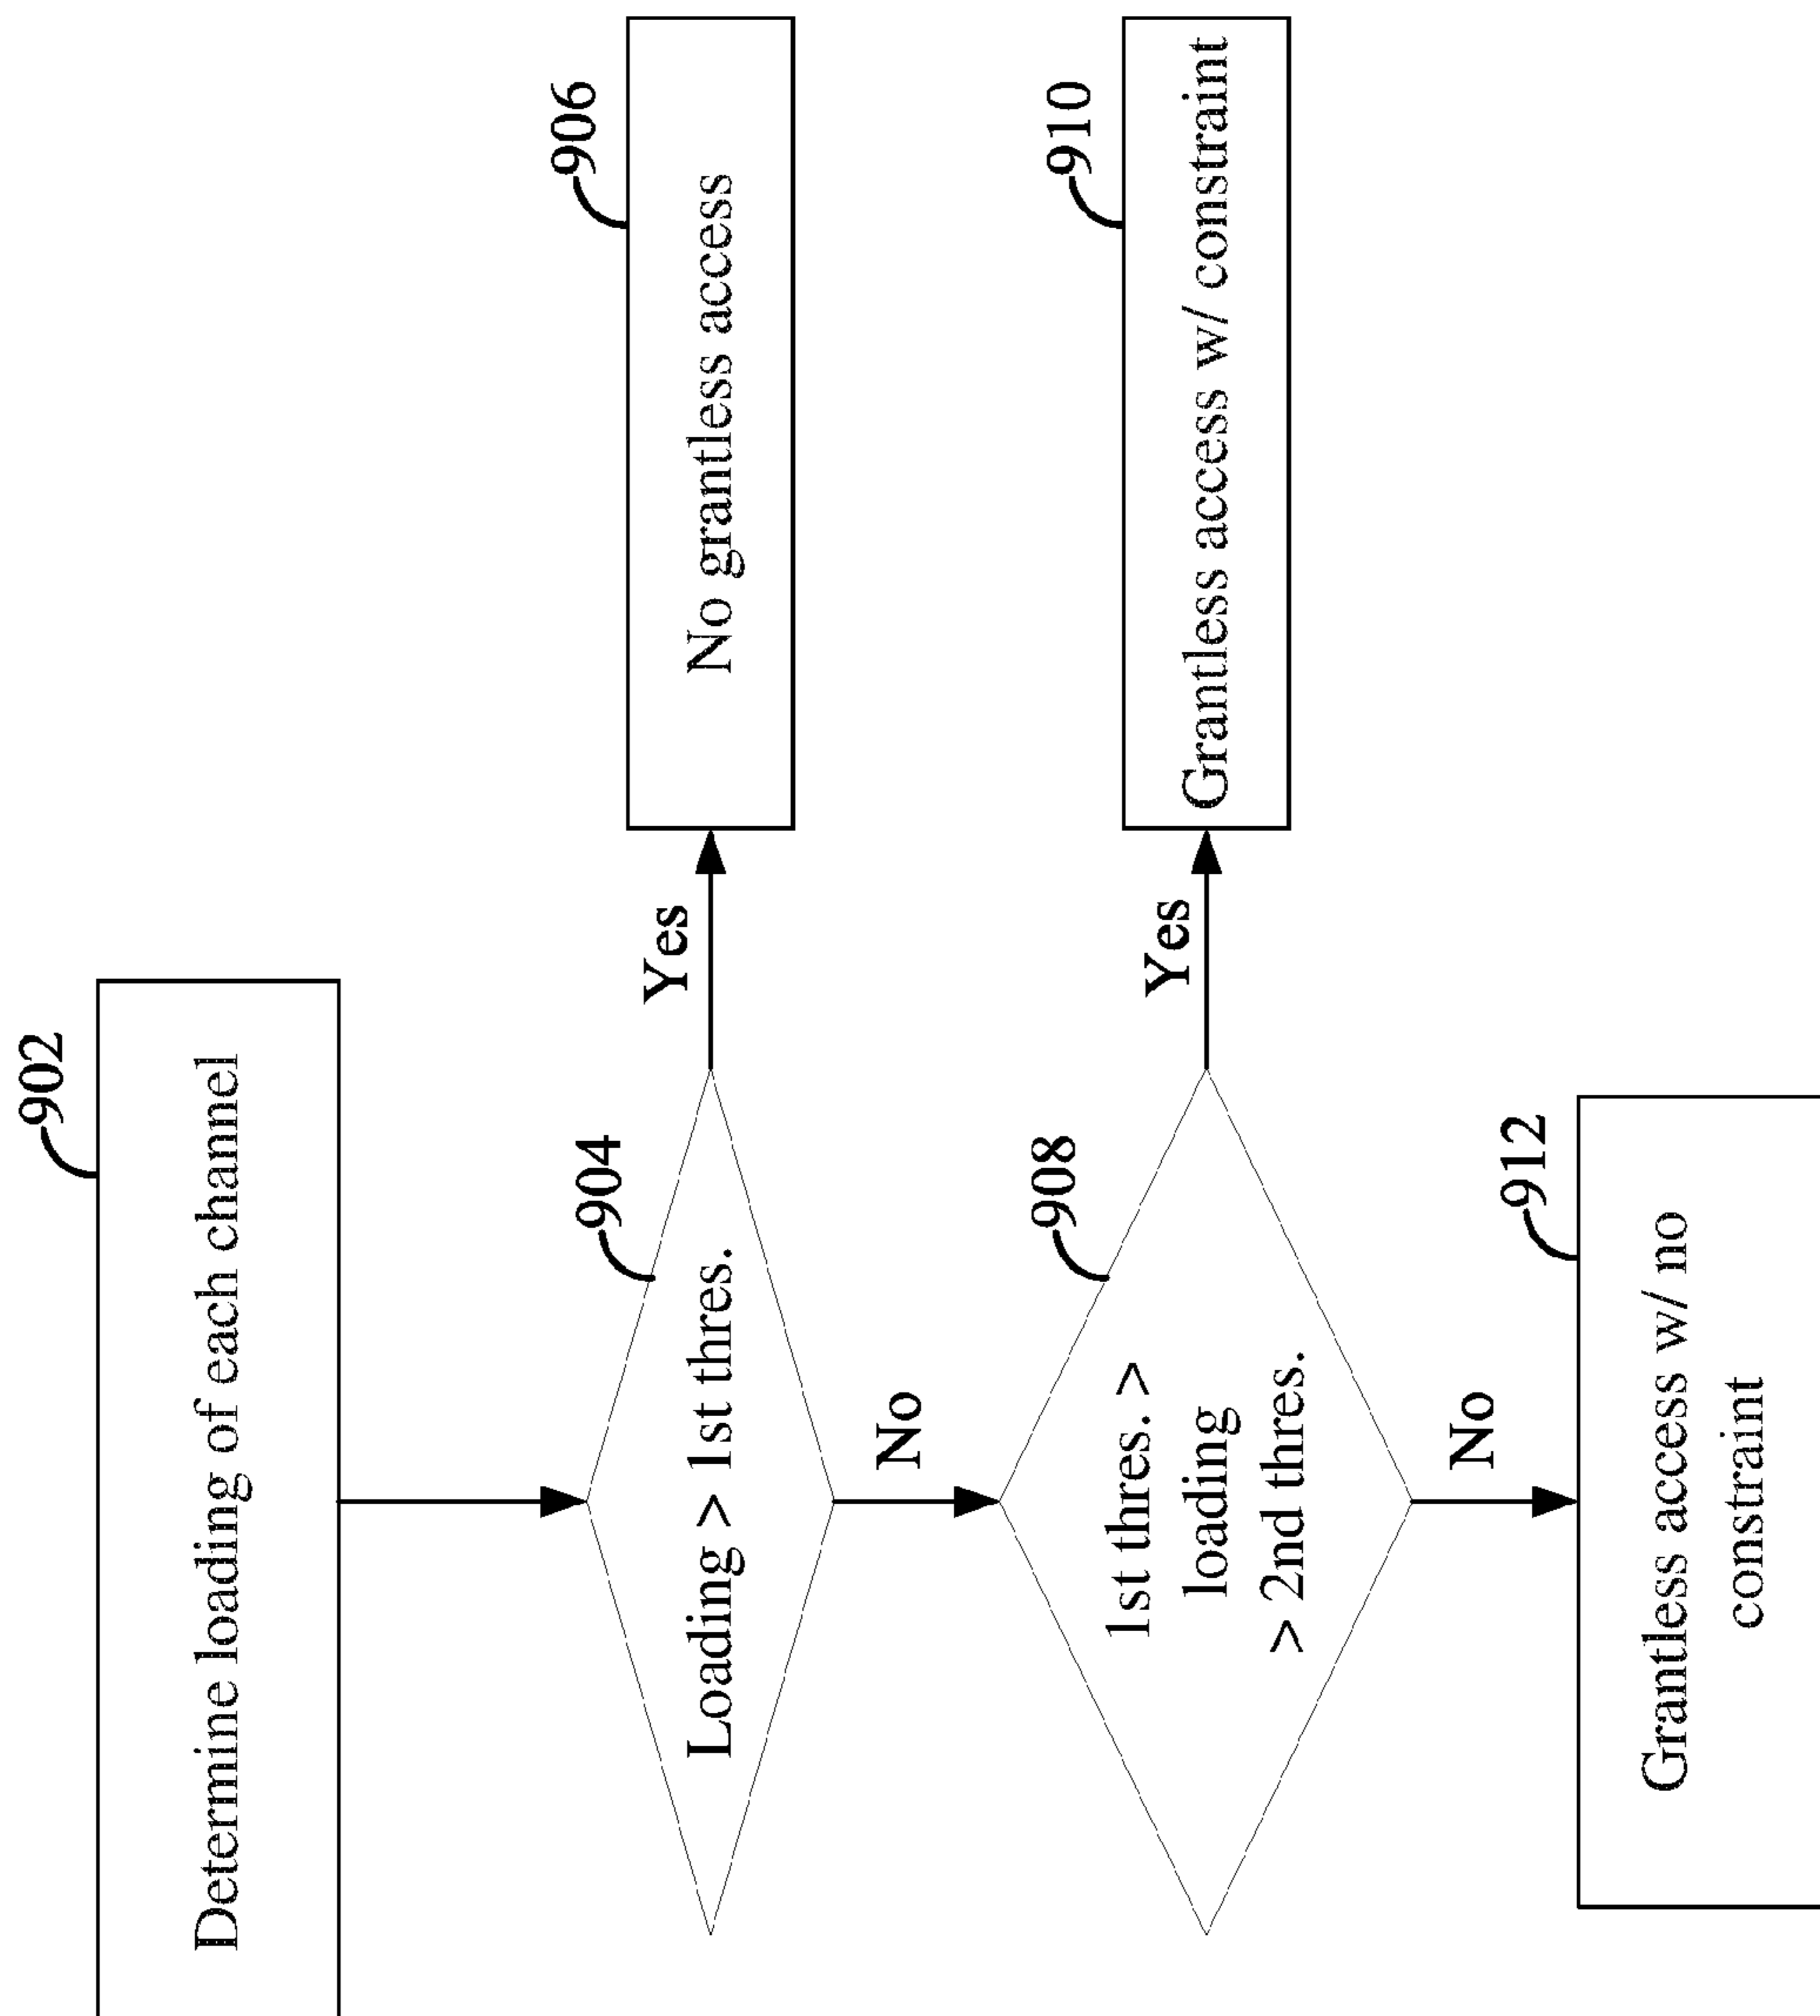 902
Determine loading of each channel
904
Loading > 1st thres.
Yes
906
No grantless access
No
908
1st thres. >
loading
> 2nd thres.
Yes
910
Grantless access w/ constraint
No
912
Grantless access w/ no
constraint